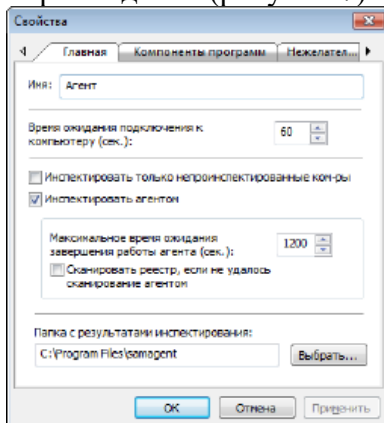 Свойства
Главная Компоненты программ Нежелател...
Имя: Агент
Время ожидания подключения к
компьютеру (сек.): 60
Инспектировать только непроинспектированные ком-ры
Инспектировать агентом
Максимальное время ожидания
завершения работы агента (сек.): 1200
Сканировать реестр, если не удалось
сканирование агентом
Папка с результатами инспектирования:
C:\Program Files\samagent Выбрать...
OK Отмена Применить